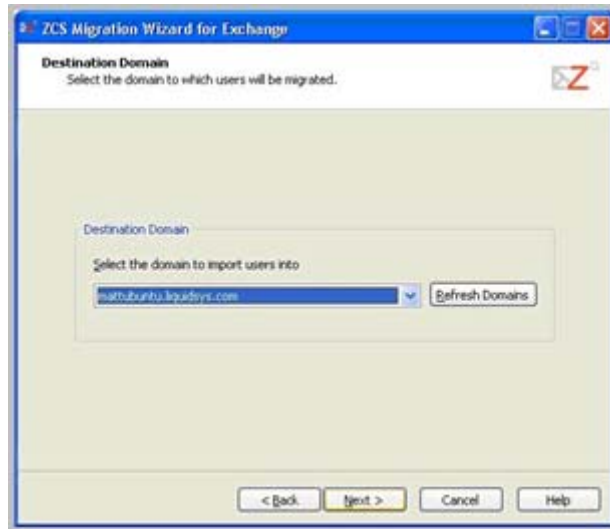 ZCS Migration Wizard for Exchange
Destination Domain
Select the domain to which users will be migrated.
Z
Destination Domain
Select the domain to import users into
mattubuntu.liquidsys.com
Refresh Domains
< Back
Next >
Cancel
Help